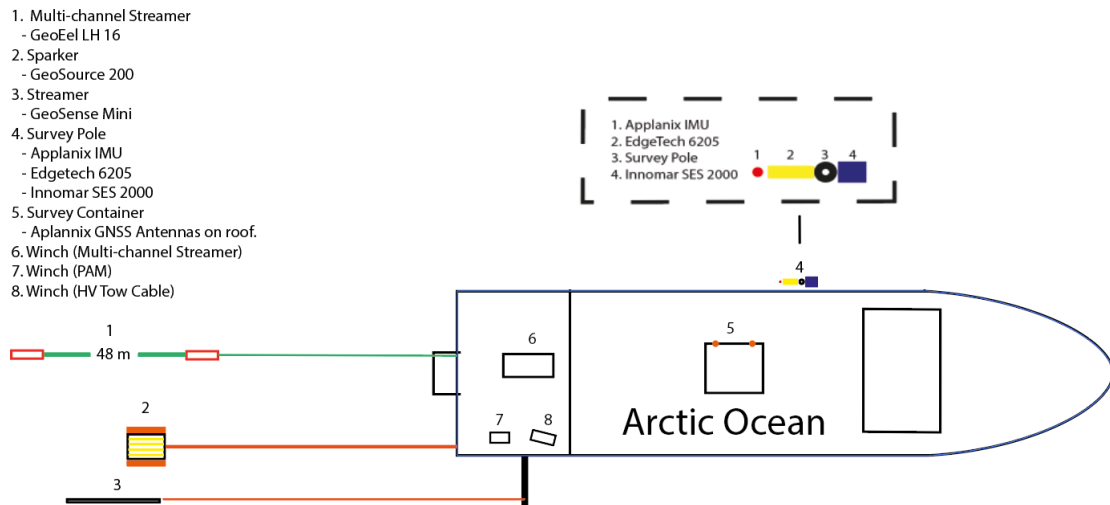 1. Multi-channel Streamer
- GeoEel LH 16
2. Sparker
- GeoSource 200
3. Streamer
- GeoSense Mini
4. Survey Pole
- Applanix IMU
- Edgetech 6205
- Innomar SES 2000
5. Survey Container
- Aplannix GNSS Antennas on roof.
6. Winch (Multi-channel Streamer)
7. Winch (PAM)
8. Winch (HV Tow Cable)
1. Applanix IMU
2. EdgeTech 6205
3. Survey Pole
4. Innomar SES 2000
1 2 3 4
4
1
48 m
6
5
2
7
8
Arctic Ocean
3